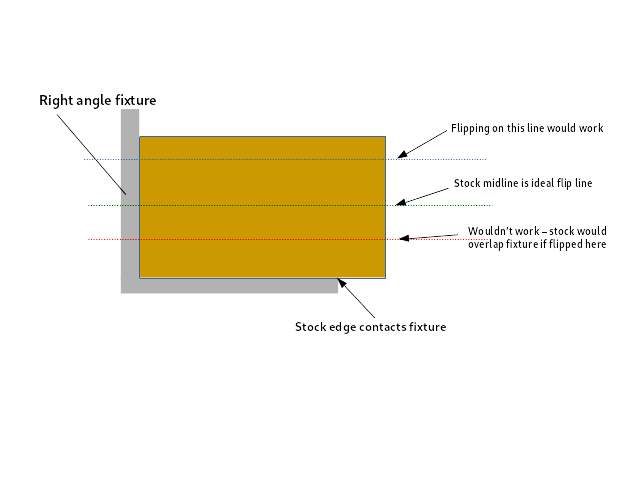 Right angle fixture
Flipping on this line would work
Stock midline is ideal flip line
Wouldn't work – stock would
overlap fixture if flipped here
Stock edge contacts fixture